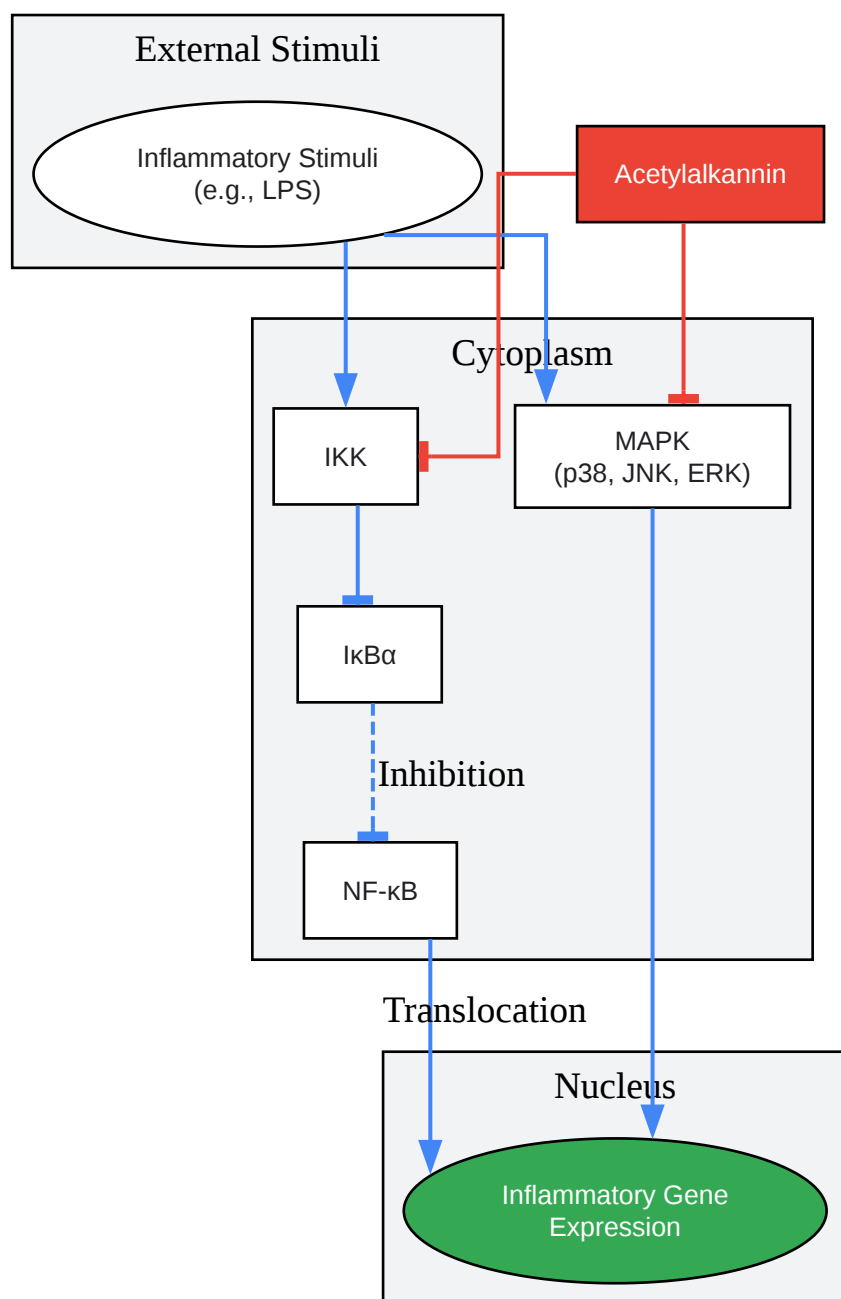 External Stimuli
Inflammatory Stimuli
(e.g., LPS)
Acetylalkannin
Cytoplasm
IKK
MAPK
(p38, JNK, ERK)
IκBα
Inhibition
NF-κB
Translocation
Nucleus
Inflammatory Gene
Expression